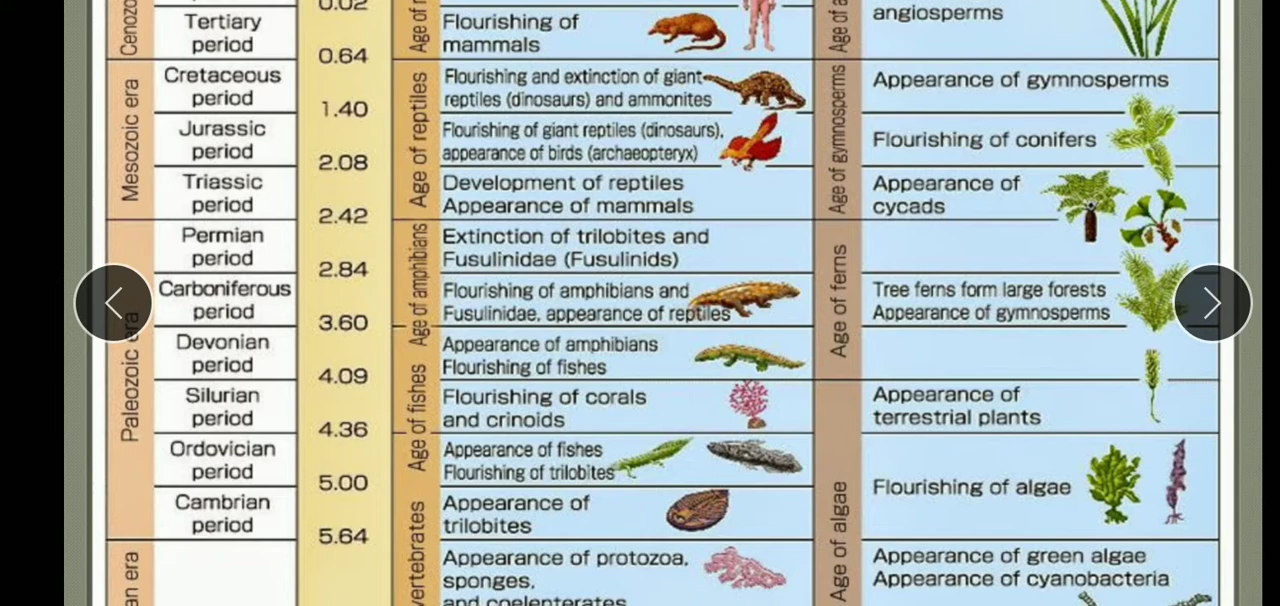 0.02
Tertiary
period
Flourishing of
mammals
angiosperms
Cenozo
Age of
Age of a
0.64
Mesozoic era
Cretaceous
period
Age of reptiles
Flourishing and extinction of giant
reptiles (dinosaurs) and ammonites
Age of gymnosperms
Appearance of gymnosperms
1.40
Jurassic
period
Flourishing of giant reptiles (dinosaurs),
appearance of birds (archaeopteryx)
Flourishing of conifers
2.08
Triassic
period
Development of reptiles
Appearance of mammals
Appearance of
cycads
2.42
Paleozoic era
Permian
period
Age of amphibians
Extinction of trilobites and
Fusulinidae (Fusulinids)
Age of ferns
2.84
Carboniferous
period
Flourishing of amphibians and
Fusulinidae, appearance of reptiles
Tree ferns form large forests
Appearance of gymnosperms
3.60
Devonian
period
Age of fishes
Appearance of amphibians
Flourishing of fishes
4.09
Silurian
period
Flourishing of corals
and crinoids
Appearance of
terrestrial plants
4.36
Ordovician
period
Appearance of fishes
Flourishing of trilobites
Age of algae
Flourishing of algae
5.00
Cambrian
period
vertebrates
Appearance of
trilobites
5.64
an era
Appearance of protozoa,
sponges,
and coelenterates
Appearance of green algae
Appearance of cyanobacteria